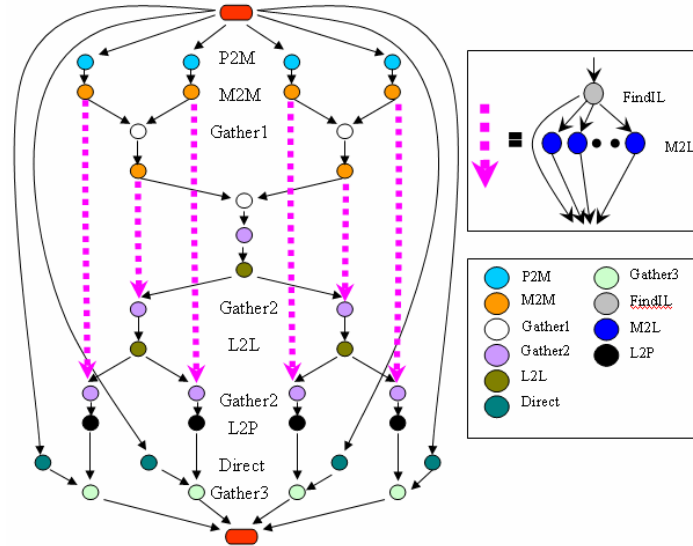 P2M
M2M
Gather1
Gather2
L2L
Gather2
L2P
Direct
Gather3
FindIL
M2L
P2M
M2M
Gather1
Gather2
L2L
Direct
Gather3
FindIL
M2L
L2P